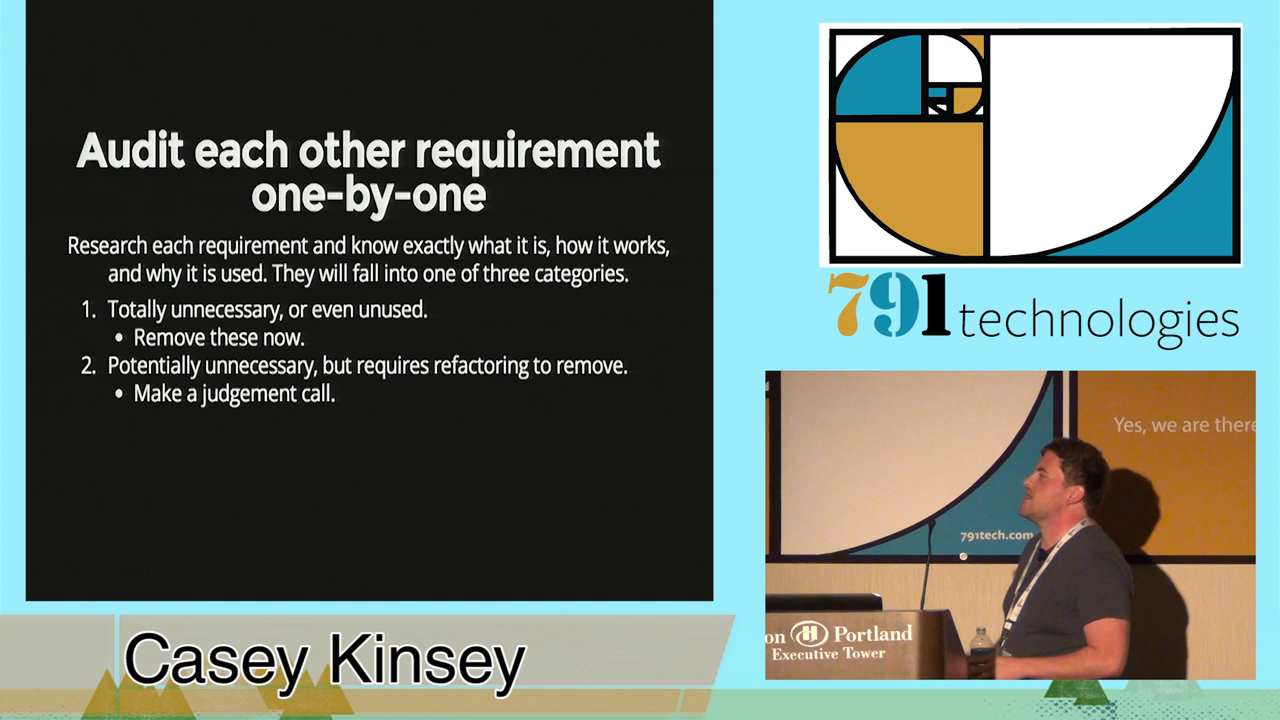 Audit each other requirement
one-by-one
Research each requirement and know exactly what it is, how it works,
and why it is used. They will fall into one of three categories.
1. Totally unnecessary, or even unused.
• Remove these now.
2. Potentially unnecessary, but requires refactoring to remove.
• Make a judgement call.
791 technologies
Yes, we are there
791tech.com
on H Portland
Executive Tower
Casey Kinsey